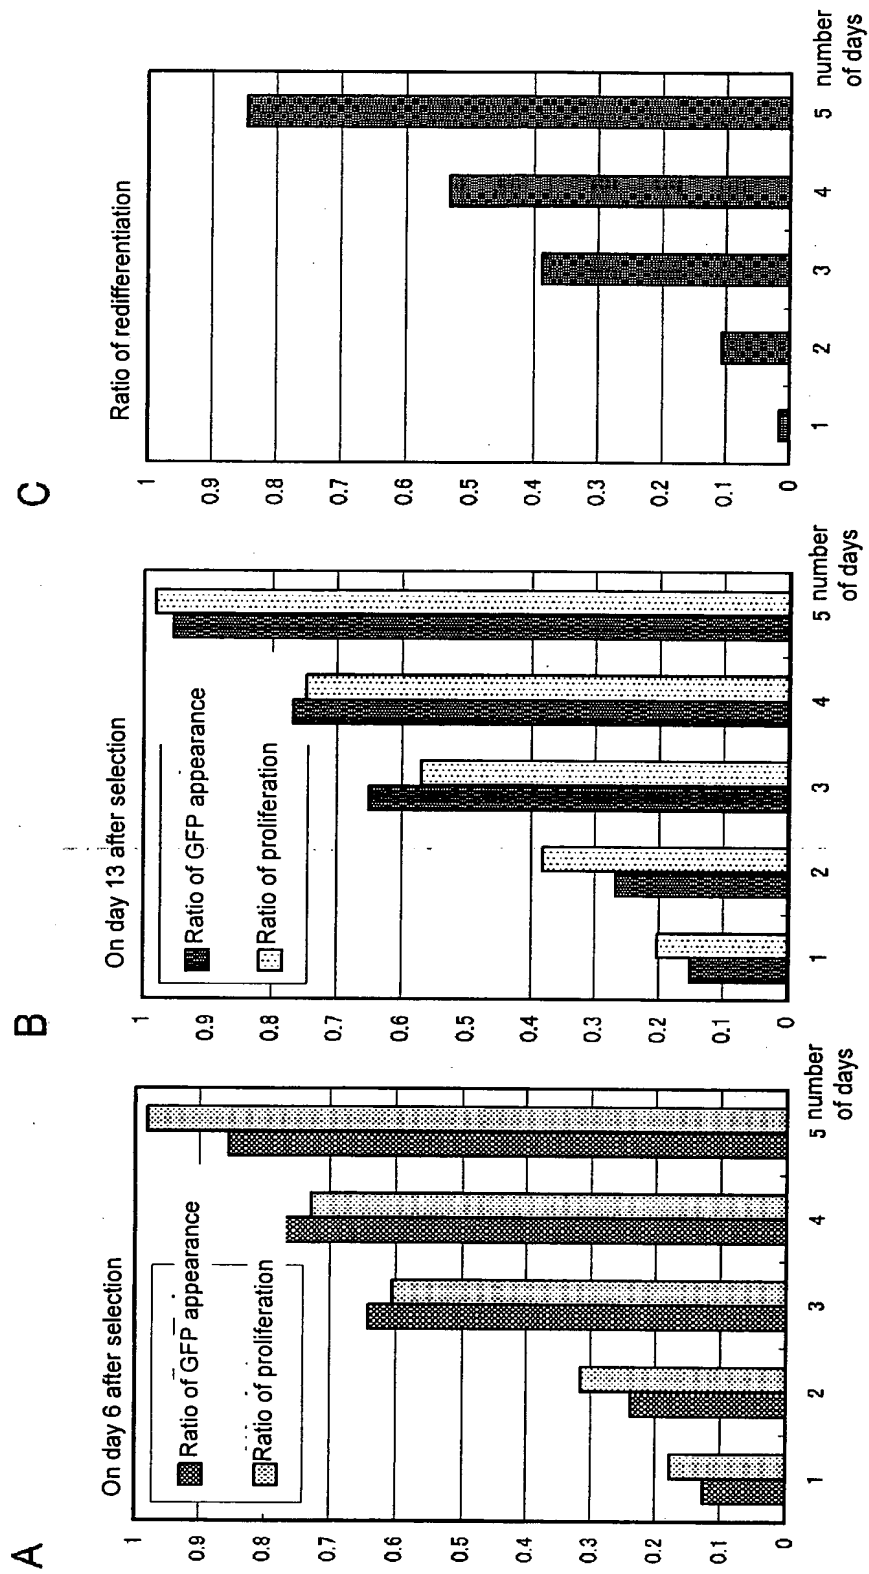 A
On day 6 after selection
Ratio of GFP appearance
Ratio of proliferation
1
0.9
0.8
0.7
0.6
0.5
0.4
0.3
0.2
0.1
0
1 2 3 4 5 number
of days
B
On day 13 after selection
Ratio of GFP appearance
Ratio of proliferation
1
0.9
0.8
0.7
0.6
0.5
0.4
0.3
0.2
0.1
0
1 2 3 4 5 number
of days
C
Ratio of redifferentiation
1
0.9
0.8
0.7
0.6
0.5
0.4
0.3
0.2
0.1
0
1 2 3 4 5 number
of days